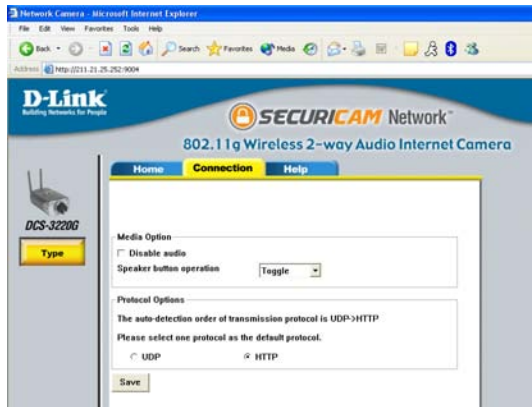 Network Camera - Microsoft Internet Explorer
File Edit View Favorites Tools Help
Back Search Favorites Media
Address http://211.21.25.252:9004
D-Link
Building Networks for People
SECURICAM Network
802.11g Wireless 2-way Audio Internet Camera
Home Connection Help
DCS-3220G
Type
Media Option
Disable audio
Speaker button operation Toggle
Protocol Options
The auto-detection order of transmission protocol is UDP->HTTP
Please select one protocol as the default protocol.
UDP HTTP
Save